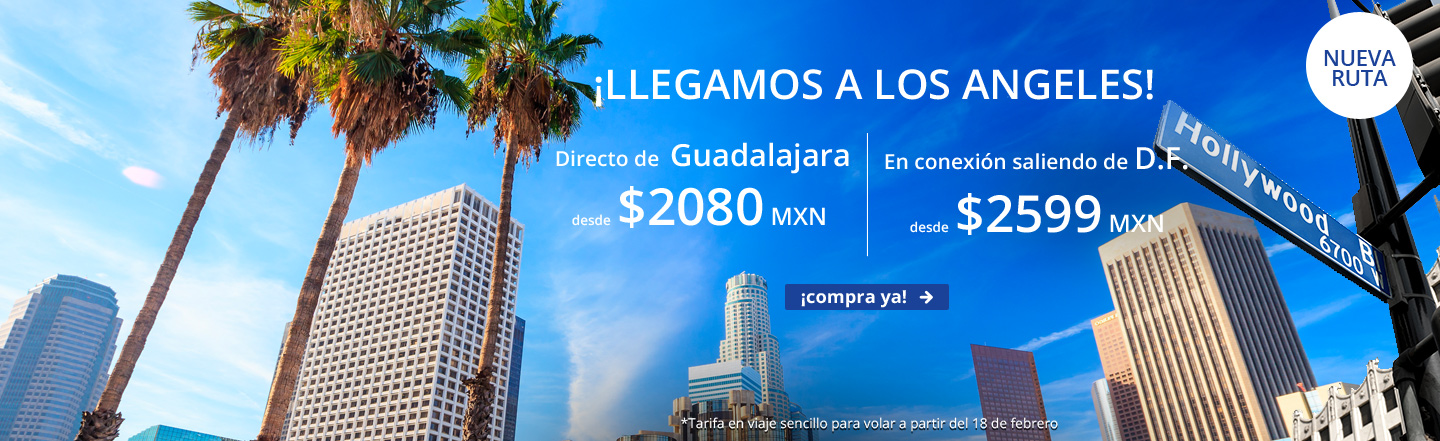 NUEVA
RUTA
¡LLEGAMOS A LOS ANGELES!
Directo de Guadalajara
desde $2080 MXN
En conexión saliendo de D.F.
desde $2599 MXN
Hollywood B
6700
¡compra ya!
*Tarifa en viaje sencillo para volar a partir del 18 de febrero